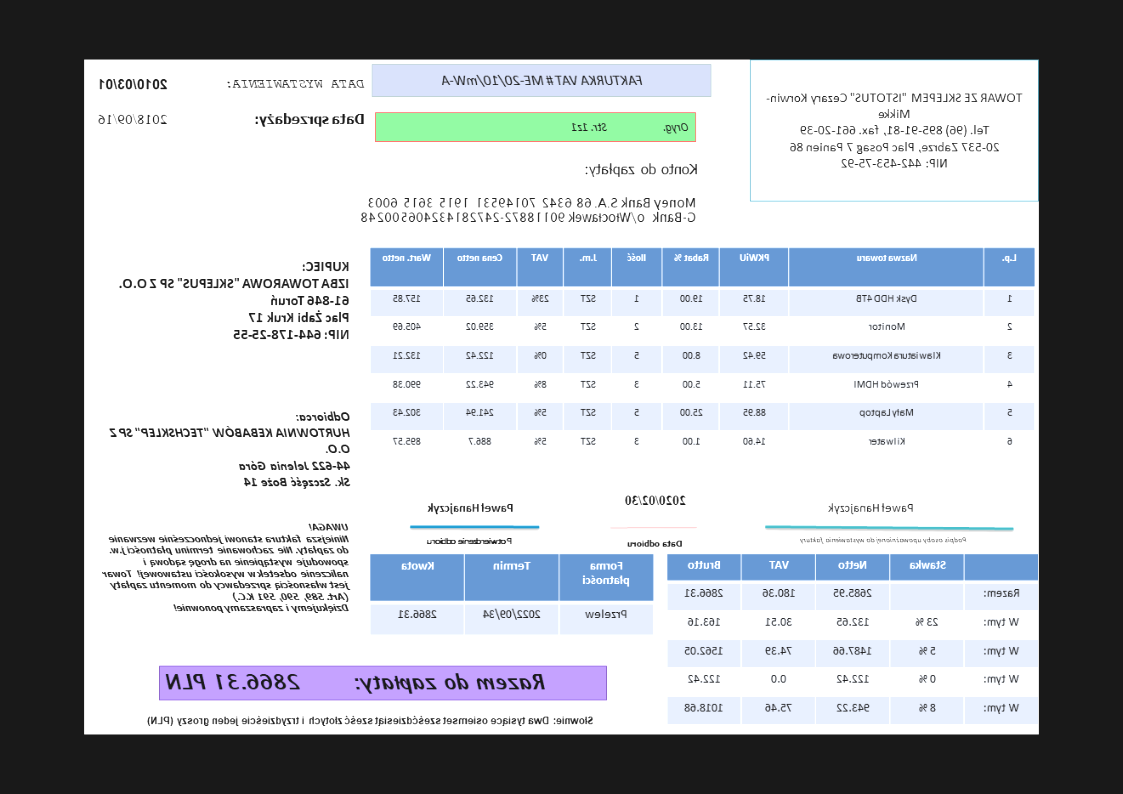 TOWAR ZE SKLEPEM "ISTOTUS" Cezary Korwin-
Mikke
Tel. (96) 895-91-81, fax. 661-20-39
20-537 Zabrze, Plac Posag 7 Panien 86
NIP: 442-453-75-92
FAKTURKA VAT # ME-20/10/mW-A
Oryg. Str. 1z1
DATA WYSTAWIENIA: 2010/03/01
Data sprzedaży: 2018/09/16
Konto do zapłaty:
Money Bank S.A. 68 6342 70149531 1915 3615 6003
G-Bank o/Włocławek 90118872-247281432406500248
L.p. Nazwa towaru PKWiU Rabat % Ilość J.m. VAT Cena netto Wart. netto
1 Dysk HDD 4TB 18.75 19.00 1 SZT 23% 132.65 157.85
2 Monitor 32.57 13.00 2 SZT 5% 359.02 405.69
3 Klawiatura Komputerowa 59.42 8.00 5 SZT 0% 122.42 132.21
4 Przewód HDMI 75.11 5.00 3 SZT 8% 943.22 990.38
5 Mały Laptop 88.95 25.00 5 SZT 5% 241.94 302.43
6 Kilwater 14.60 1.00 3 SZT 5% 886.7 895.57
KUPIEC:
IZBA TOWAROWA "SKLEPUS" SP Z O.O.
61-846 Toruń
Plac Żabi Kruk 17
NIP: 644-178-25-55
Odbiorca:
HURTOWNIA KEBABÓW "TECHSKLEP" SP Z
O.O.
44-622 Jelenia Góra
Sk. Szczęść Boże 14
Paweł Hanajczyk
Podpis osoby upoważnionej do wystawienia faktury
2020/02/30
Data odbioru
Paweł Hanajczyk
Potwierdzenie odbioru
UWAGA!
Niniejsza faktura stanowi jednocześnie wezwanie
do zapłaty. Nie zachowanie terminu płatności j.w.
spowoduje wystąpienie na drogę sądową i
naliczenie odsetek w wysokości ustawowej! Towar
jest własnością sprzedawcy do momentu zapłaty
(Art. 589, 590, 591 K.C.)
Dziękujemy i zapraszamy ponownie!
Stawka Netto VAT Brutto
Razem: 2685.95 180.36 2866.31
W tym: 23 % 132.65 30.51 163.16
W tym: 5 % 1487.66 74.39 1562.05
W tym: 0 % 122.42 0.0 122.42
W tym: 8 % 943.22 75.46 1018.68
Forma płatności Termin Kwota
Przelew 2022/09/34 2866.31
Razem do zapłaty: 2866.31 PLN
Słownie: Dwa tysiące osiemset sześćdziesiąt sześć złotych i trzydzieście jeden groszy (PLN)